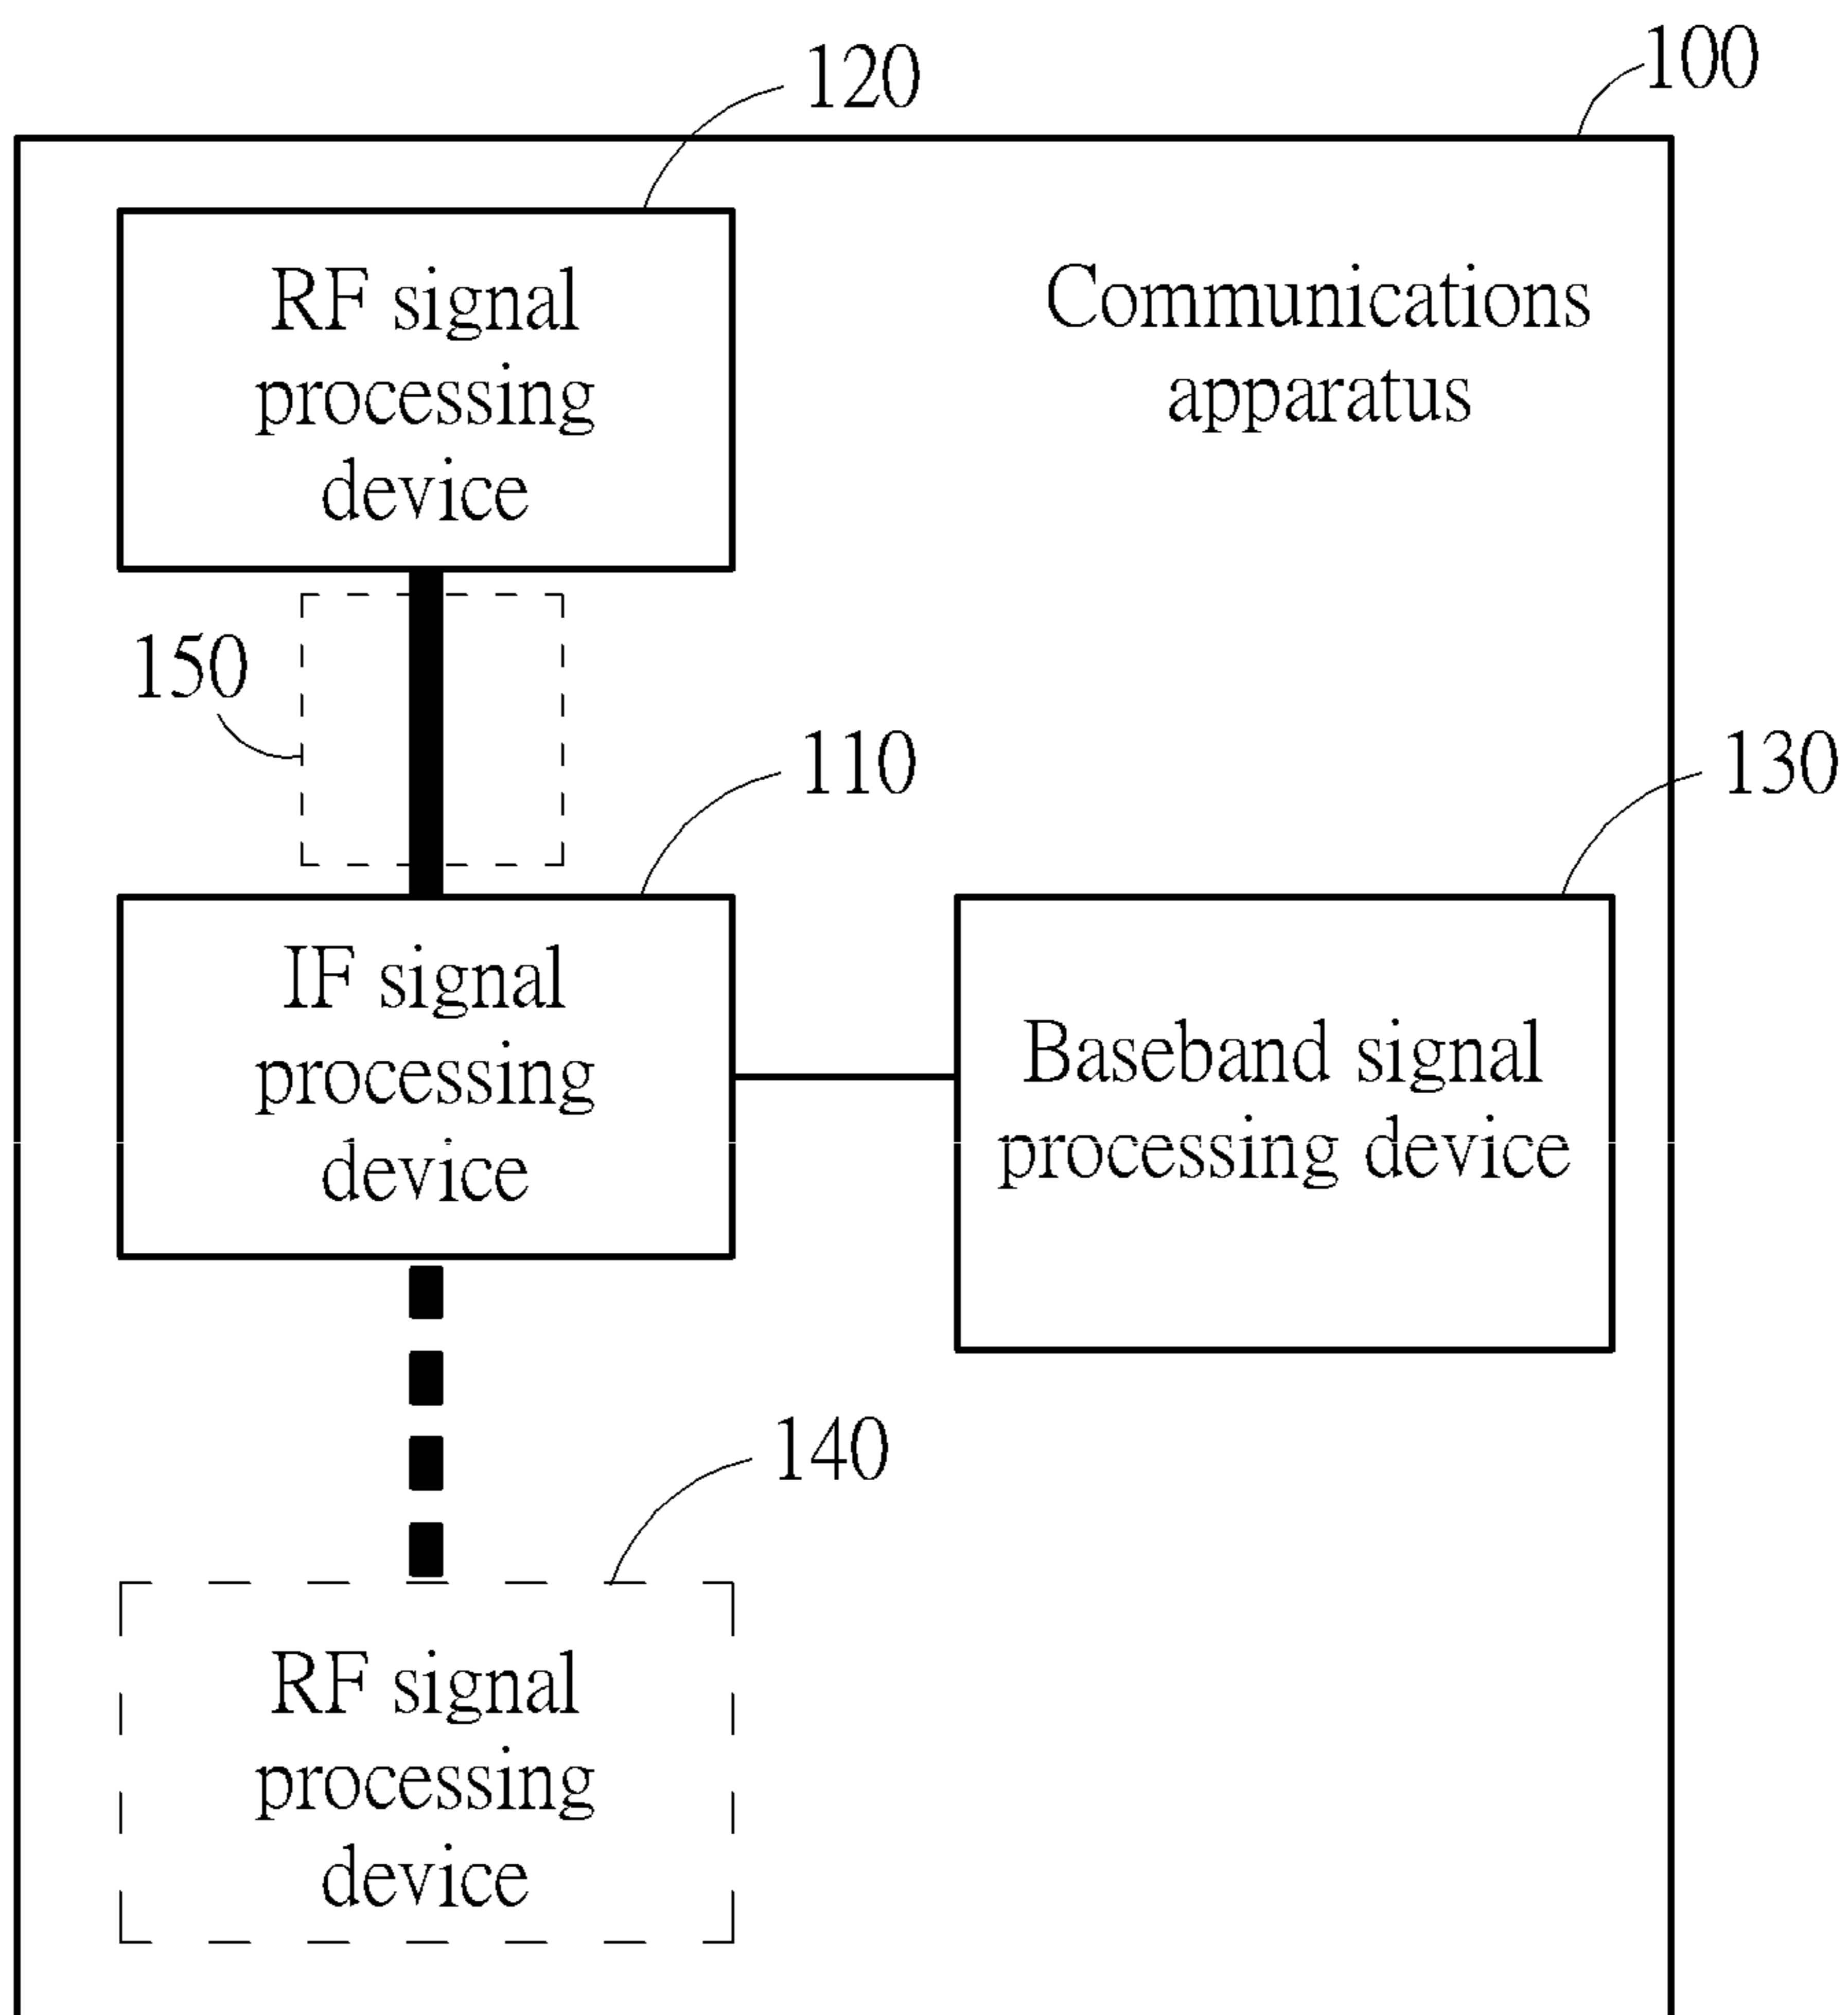 100
120
RF signal
processing
device
Communications
apparatus
150
110
130
IF signal
processing
device
Baseband signal
processing device
140
RF signal
processing
device